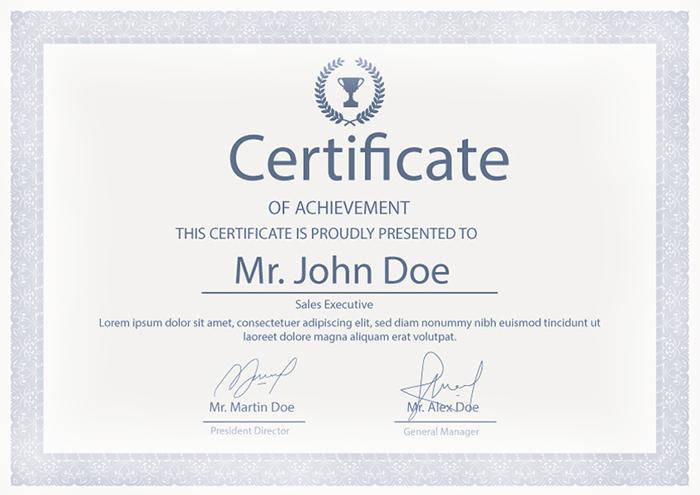 Certificate
OF ACHIEVEMENT
THIS CERTIFICATE IS PROUDLY PRESENTED TO
Mr. John Doe
Sales Executive
Lorem ipsum dolor sit amet, consectetuer adipiscing elit, sed diam nonummy nibh euismod tincidunt ut
laoreet dolore magna aliquam erat volutpat.
Mr. Martin Doe
Mr. Alex Doe
President Director
General Manager